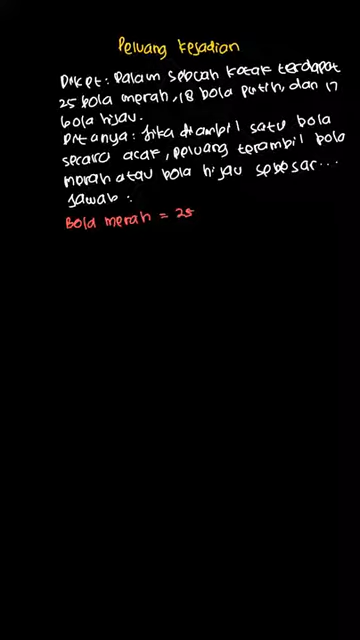 Peluang Kejadian
Diket : Dalam sebuah kotak terdapat
25 bola merah, 18 bola putih, dan 17
bola hijau.
Ditanya : Jika diambil satu bola
secara acak, peluang terambil bola
merah atau bola hijau sebesar...
Jawab :
Bola merah = 25